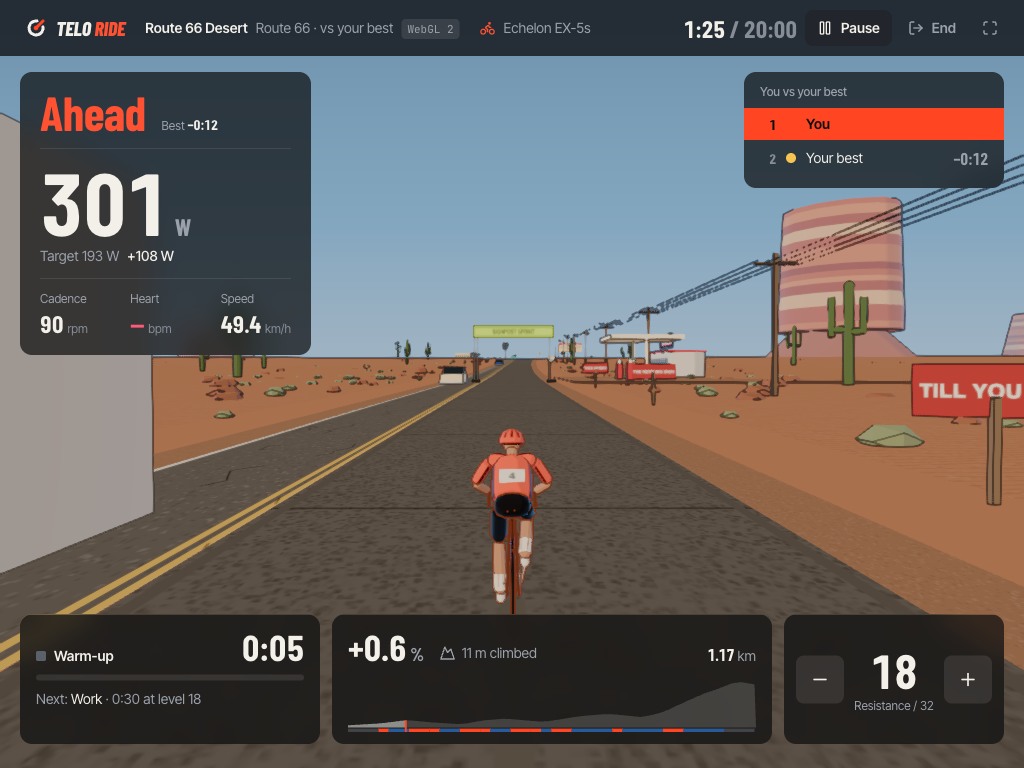 TELO RIDE
Route 66 Desert Route 66 · vs your best WebGL 2 Echelon EX-5s
1:25 / 20:00 Pause End
Ahead Best −0:12
301 W
Target 193 W +108 W
Cadence Heart Speed
90 rpm — bpm 49.4 km/h
You vs your best
1 You
2 Your best −0:12
TILL YOU
4
Warm-up 0:05
Next: Work · 0:30 at level 18
+0.6 % 11 m climbed 1.17 km
− 18 +
Resistance / 32